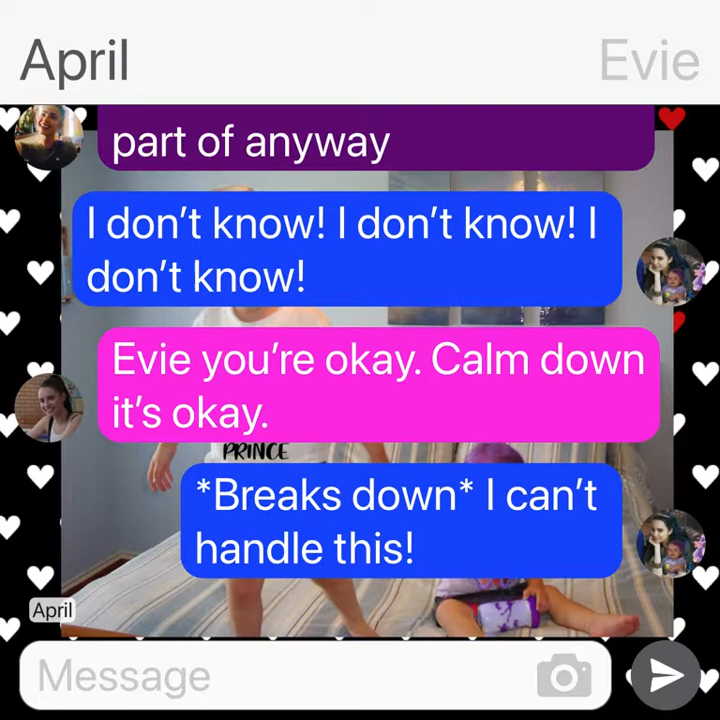 April
Evie
part of anyway
I don’t know! I don’t know! I
don’t know!
Evie you’re okay. Calm down
it’s okay.
PRINCE
*Breaks down* I can’t
handle this!
April
Message